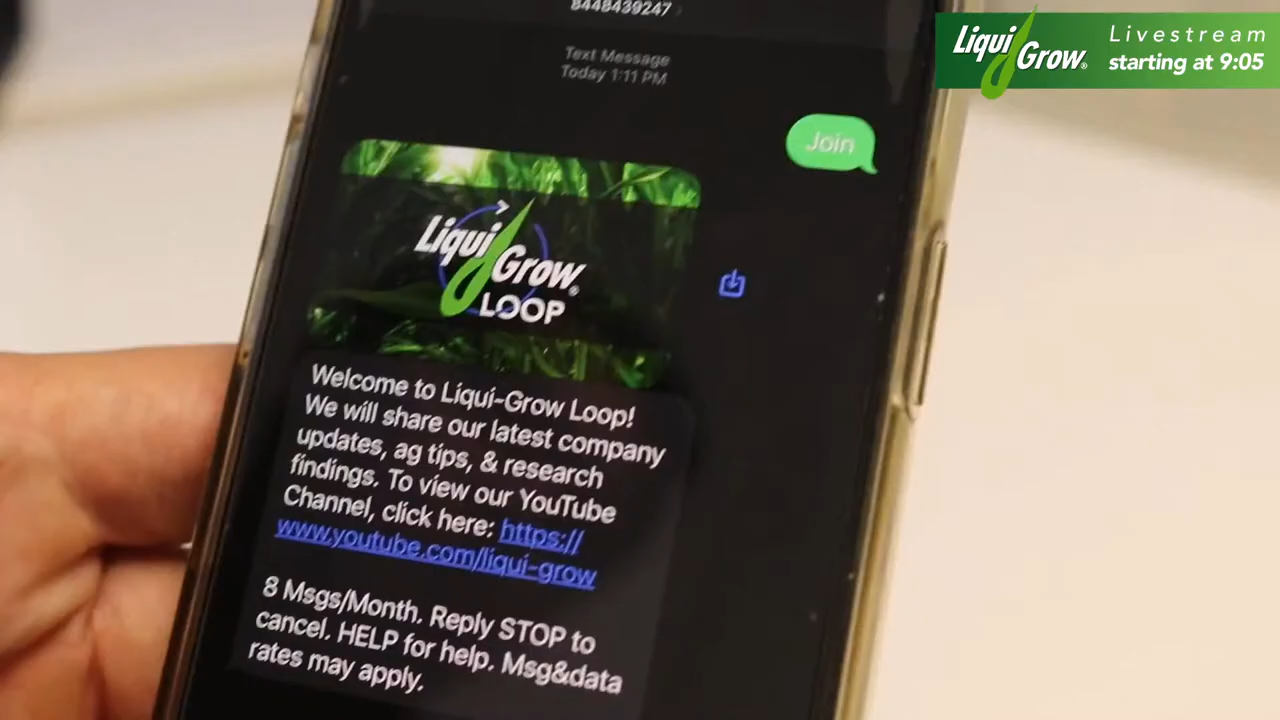 8448439247
Text Message
Today 1:11 PM
Join
Liqui Grow®
LOOP
Welcome to Liqui-Grow Loop!
We will share our latest company
updates, ag tips, & research
findings. To view our YouTube
Channel, click here: https://
www.youtube.com/liqui-grow
8 Msgs/Month. Reply STOP to
cancel. HELP for help. Msg&data
rates may apply.
Liqui Grow®
Livestream
starting at 9:05